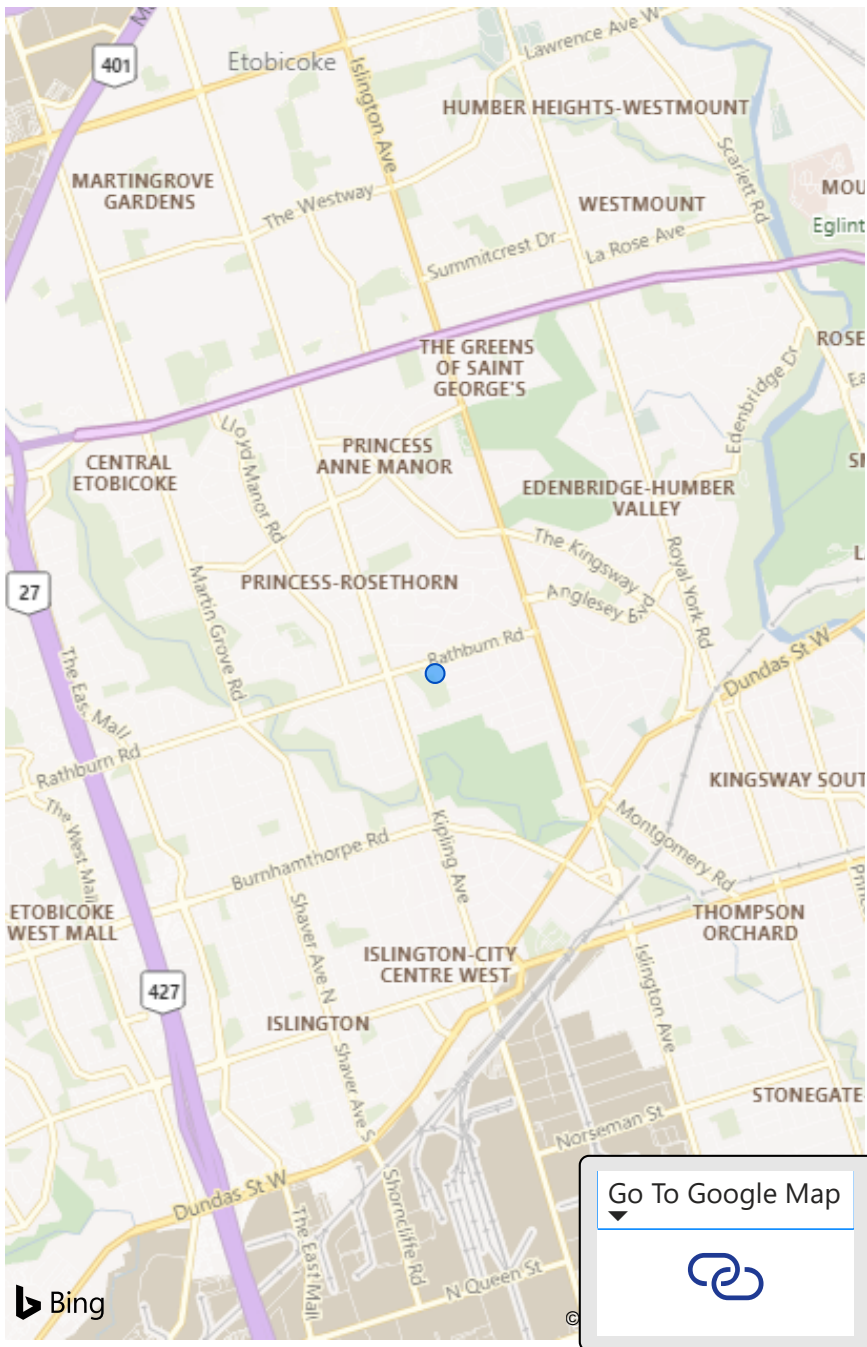 401
Etobicoke
Lawrence Ave W
Islington Ave
HUMBER HEIGHTS-WESTMOUNT
MARTINGROVE
GARDENS
Scarlett Rd
MOU
The Westway
WESTMOUNT
Eglint
La Rose Ave
Summitcrest Dr
THE GREENS
OF SAINT
GEORGE'S
ROSE
Ea
Edenbridge Dr
Lloyd Manor Rd
PRINCESS
ANNE MANOR
CENTRAL
ETOBICOKE
SM
EDENBRIDGE-HUMBER
VALLEY
The Kingsway
L
Royal York Rd
27
Martin Grove Rd
PRINCESS-ROSETHORN
Anglesey Blvd
Rathburn Rd
Dundas St W
The East Mall
Rathburn Rd
KINGSWAY SOUT
The West Mall
Kipling Ave
Montgomery Rd
Burnhamthorpe Rd
Prin
ETOBICOKE
WEST MALL
Shaver Ave N
THOMPSON
ORCHARD
ISLINGTON-CITY
CENTRE WEST
Islington Ave
427
ISLINGTON
Shaver Ave S
STONEGATE-
Norseman St
Dundas St W
Shorncliffe Rd
The East Mall
N Queen St
Go To Google Map
Bing
©